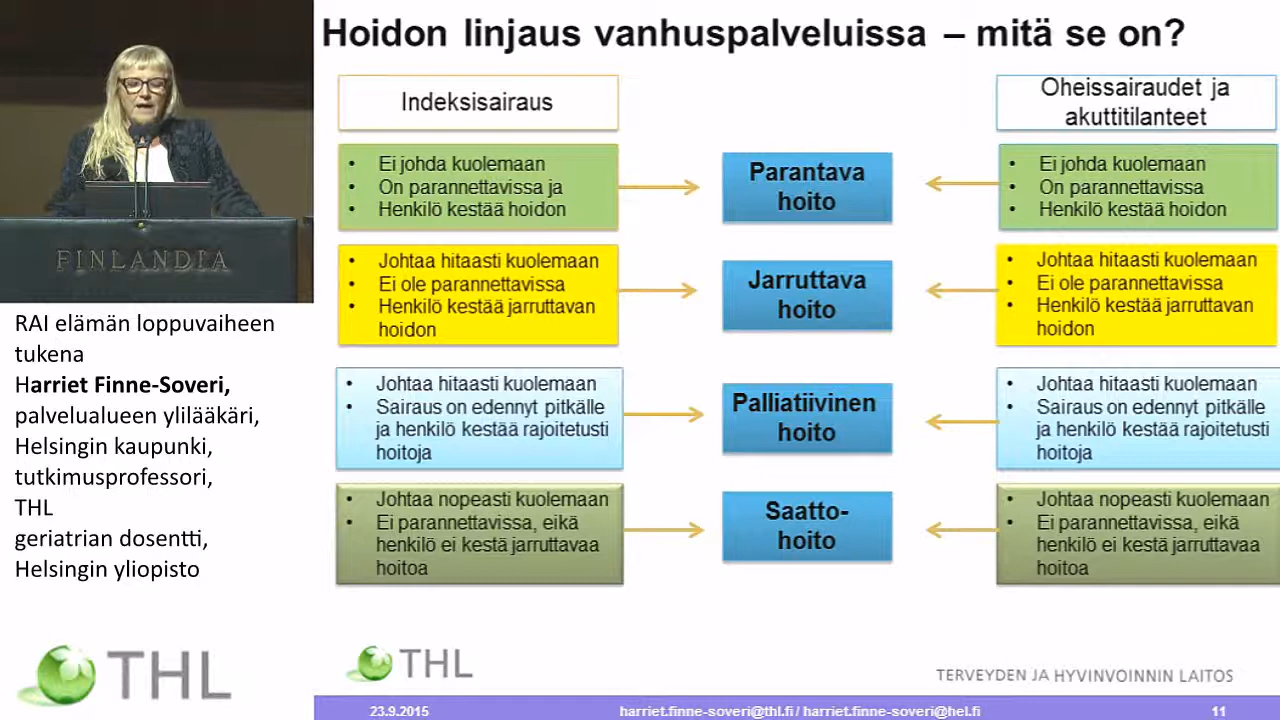 Hoidon linjaus vanhuspalveluissa – mitä se on?
Indeksisairaus
Oheissairaudet ja
akuttitilanteet
• Ei johda kuolemaan
• On parannettavissa ja
• Henkilö kestää hoidon
Parantava
hoito
• Ei johda kuolemaan
• On parannettavissa
• Henkilö kestää hoidon
• Johtaa hitaasti kuolemaan
• Ei ole parannettavissa
• Henkilö kestää jarruttavan
hoidon
Jarruttava
hoito
• Johtaa hitaasti kuolemaan
• Ei ole parannettavissa
• Henkilö kestää jarruttavan
hoidon
• Johtaa hitaasti kuolemaan
• Sairaus on edennyt pitkälle
ja henkilö kestää rajoitetusti
hoitoja
Palliatiivinen
hoito
• Johtaa hitaasti kuolemaan
• Sairaus on edennyt pitkälle
ja henkilö kestää rajoitetusti
hoitoja
• Johtaa nopeasti kuolemaan
• Ei parannettavissa, eikä
henkilö ei kestä jarruttavaa
hoitoa
Saatto-
hoito
• Johtaa nopeasti kuolemaan
• Ei parannettavissa, eikä
henkilö ei kestä jarruttavaa
hoitoa
FINLANDIA
RAI elämän loppuvaiheen
tukena
Harriet Finne-Soveri,
palvelualueen ylilääkäri,
Helsingin kaupunki,
tutkimusprofessori,
THL
geriatrian dosentti,
Helsingin yliopisto
THL
THL
TERVEYDEN JA HYVINVOINNIN LAITOS
23.9.2015
harriet.finne-soveri@thl.fi / harriet.finne-soveri@hel.fi
11